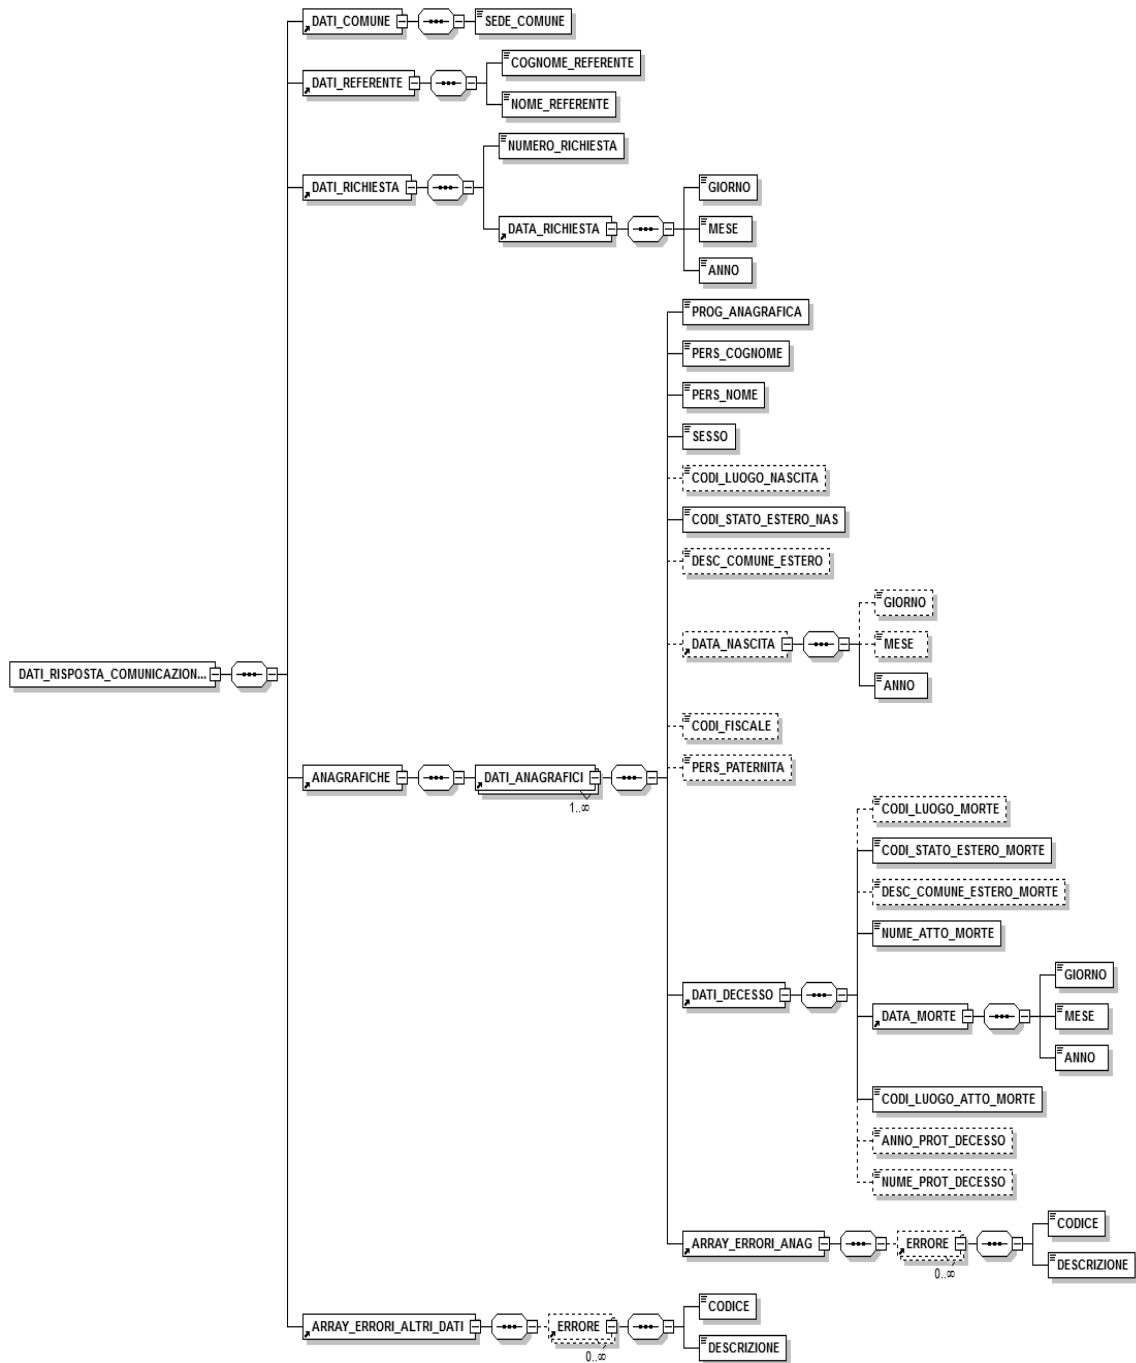 DATI_COMUNE
SEDE_COMUNE
DATI_REFERENTE
COGNOME_REFERENTE
NOME_REFERENTE
DATI_RICHIESTA
NUMERO_RICHIESTA
DATA_RICHIESTA
GIORNO
MESE
ANNO
DATI_RISPOSTA_COMUNICAZION...
ANAGRAFICHE
DATI_ANAGRAFICI
1..∞
PROG_ANAGRAFICA
PERS_COGNOME
PERS_NOME
SESSO
CODI_LUOGO_NASCITA
CODI_STATO_ESTERO_NAS
DESC_COMUNE_ESTERO
DATA_NASCITA
GIORNO
MESE
ANNO
CODI_FISCALE
PERS_PATERNITA
DATI_DECESSO
CODI_LUOGO_MORTE
CODI_STATO_ESTERO_MORTE
DESC_COMUNE_ESTERO_MORTE
NUME_ATTO_MORTE
DATA_MORTE
GIORNO
MESE
ANNO
CODI_LUOGO_ATTO_MORTE
ANNO_PROT_DECESSO
NUME_PROT_DECESSO
ARRAY_ERRORI_ANAG
ERRORE
0..∞
CODICE
DESCRIZIONE
ARRAY_ERRORI_ALTRI_DATI
ERRORE
0..∞
CODICE
DESCRIZIONE